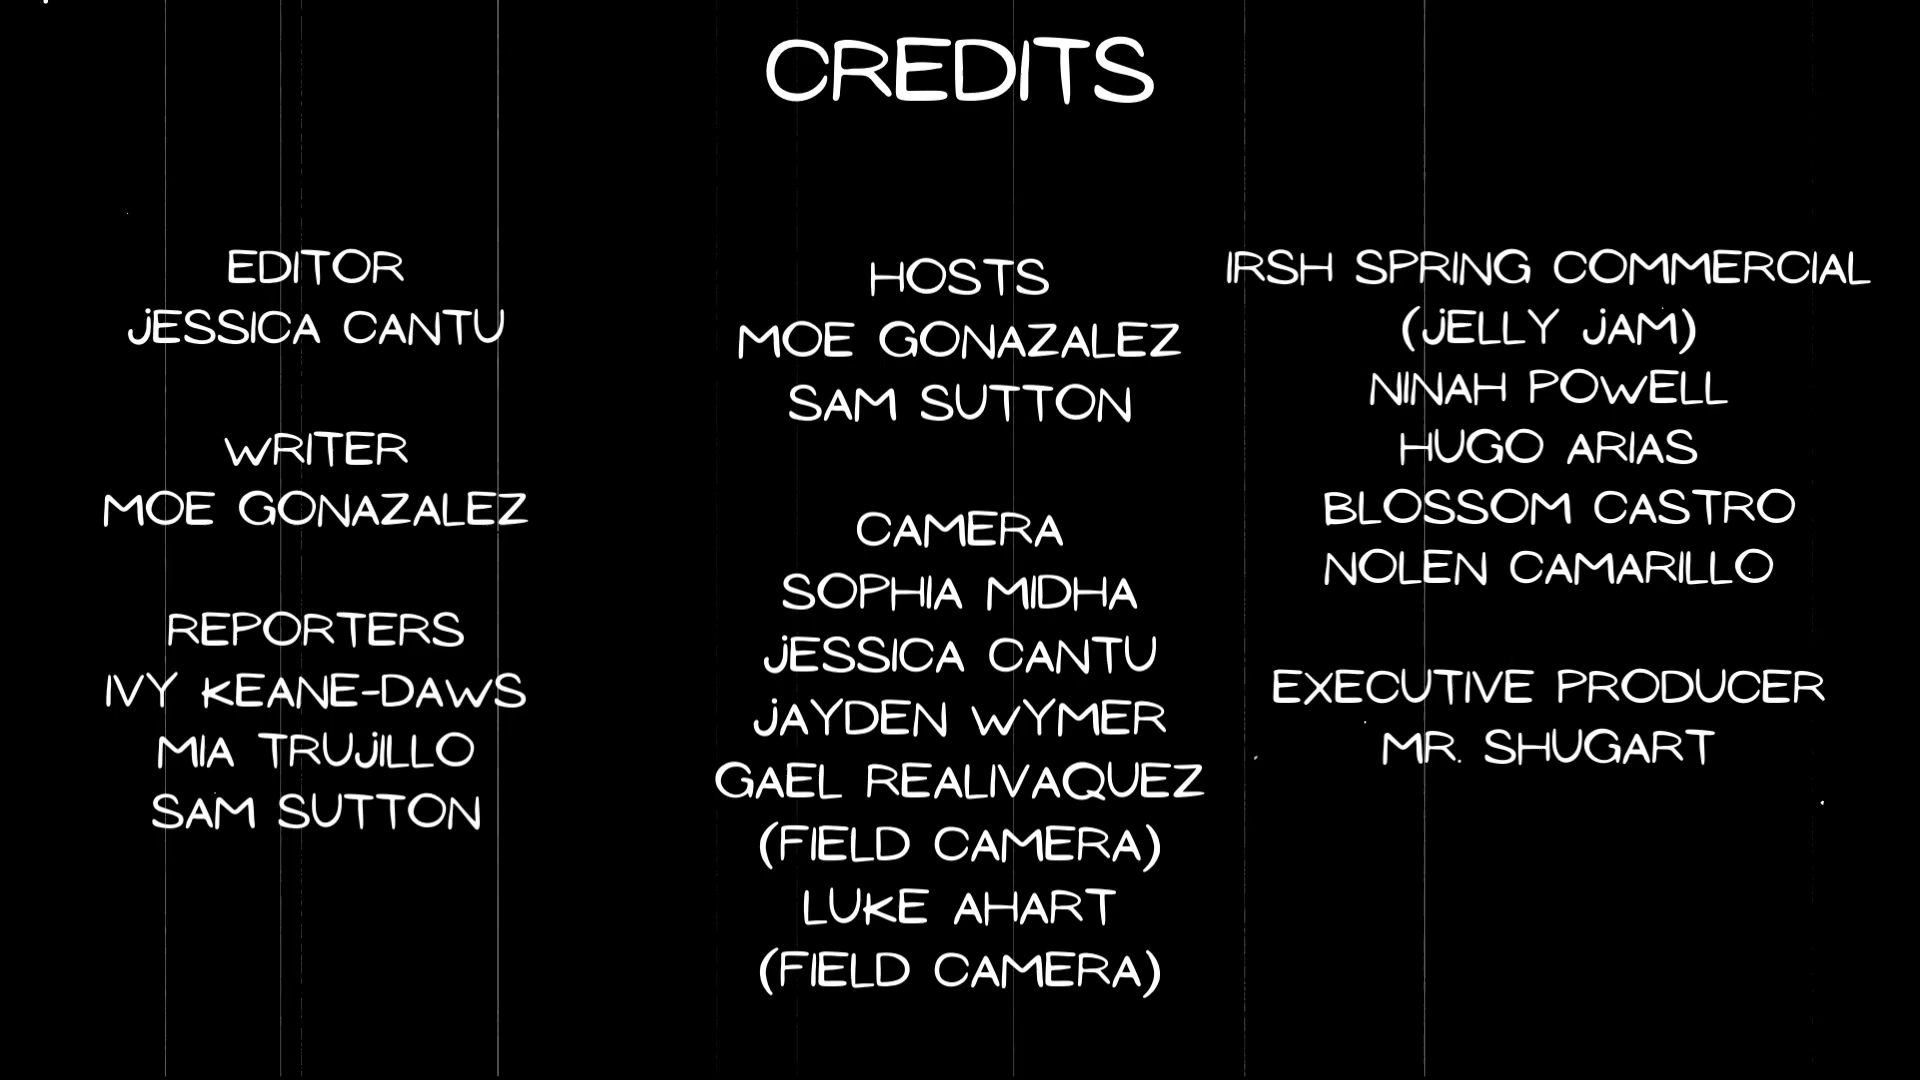 CREDITS
EDITOR
JESSICA CANTU
WRITER
MOE GONAZALEZ
REPORTERS
IVY KEANE-DAWS
MIA TRUJILLO
SAM SUTTON
HOSTS
MOE GONAZALEZ
SAM SUTTON
CAMERA
SOPHIA MIDHA
JESSICA CANTU
JAYDEN WYMER
GAEL REALIVAQUEZ
(FIELD CAMERA)
LUKE AHART
(FIELD CAMERA)
IRSH SPRING COMMERCIAL
(JELLY JAM)
NINAH POWELL
HUGO ARIAS
BLOSSOM CASTRO
NOLEN CAMARILLO
EXECUTIVE PRODUCER
MR. SHUGART